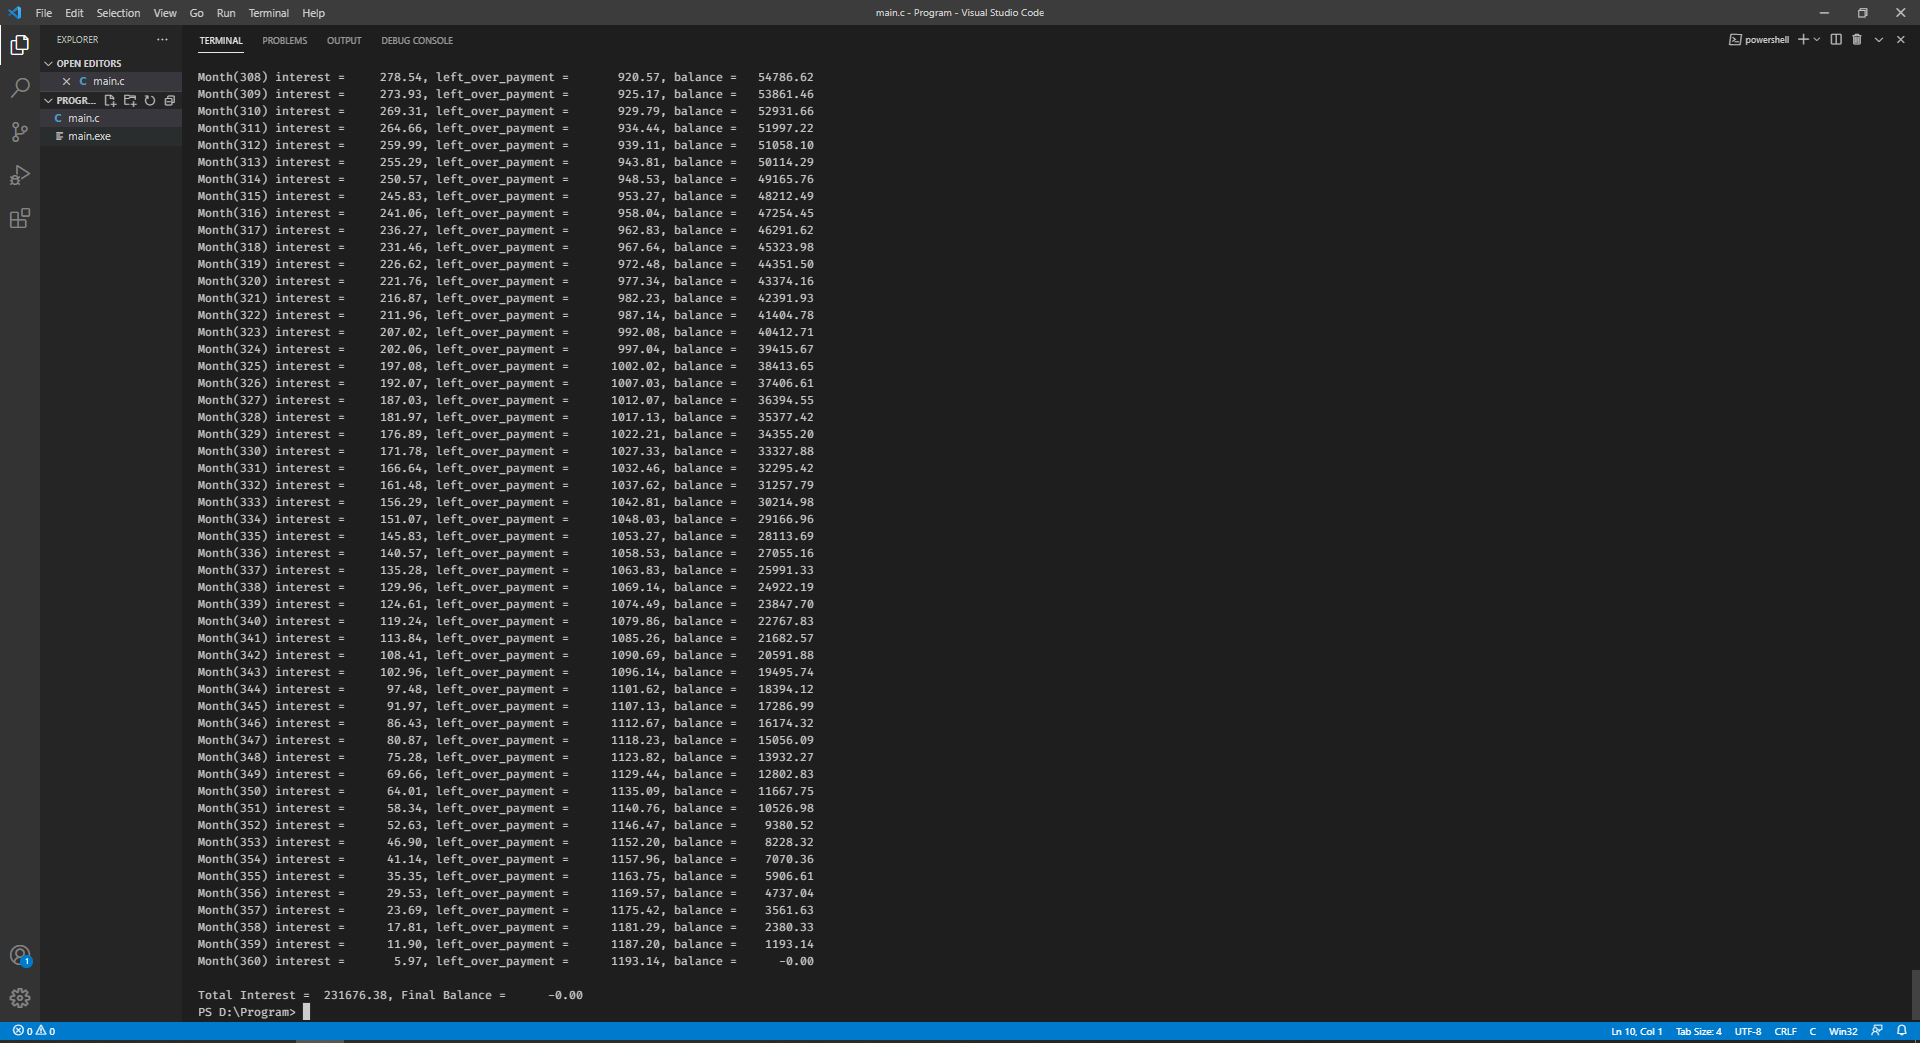 File Edit Selection View Go Run Terminal Help
main.c - Program - Visual Studio Code
EXPLORER
OPEN EDITORS
main.c
PROGR...
main.c
main.exe
TERMINAL PROBLEMS OUTPUT DEBUG CONSOLE
powershell
Month(308) interest = 278.54, left_over_payment = 920.57, balance = 54786.62
Month(309) interest = 273.93, left_over_payment = 925.17, balance = 53861.46
Month(310) interest = 269.31, left_over_payment = 929.79, balance = 52931.66
Month(311) interest = 264.66, left_over_payment = 934.44, balance = 51997.22
Month(312) interest = 259.99, left_over_payment = 939.11, balance = 51058.10
Month(313) interest = 255.29, left_over_payment = 943.81, balance = 50114.29
Month(314) interest = 250.57, left_over_payment = 948.53, balance = 49165.76
Month(315) interest = 245.83, left_over_payment = 953.27, balance = 48212.49
Month(316) interest = 241.06, left_over_payment = 958.04, balance = 47254.45
Month(317) interest = 236.27, left_over_payment = 962.83, balance = 46291.62
Month(318) interest = 231.46, left_over_payment = 967.64, balance = 45323.98
Month(319) interest = 226.62, left_over_payment = 972.48, balance = 44351.50
Month(320) interest = 221.76, left_over_payment = 977.34, balance = 43374.16
Month(321) interest = 216.87, left_over_payment = 982.23, balance = 42391.93
Month(322) interest = 211.96, left_over_payment = 987.14, balance = 41404.78
Month(323) interest = 207.02, left_over_payment = 992.08, balance = 40412.71
Month(324) interest = 202.06, left_over_payment = 997.04, balance = 39415.67
Month(325) interest = 197.08, left_over_payment = 1002.02, balance = 38413.65
Month(326) interest = 192.07, left_over_payment = 1007.03, balance = 37406.61
Month(327) interest = 187.03, left_over_payment = 1012.07, balance = 36394.55
Month(328) interest = 181.97, left_over_payment = 1017.13, balance = 35377.42
Month(329) interest = 176.89, left_over_payment = 1022.21, balance = 34355.20
Month(330) interest = 171.78, left_over_payment = 1027.33, balance = 33327.88
Month(331) interest = 166.64, left_over_payment = 1032.46, balance = 32295.42
Month(332) interest = 161.48, left_over_payment = 1037.62, balance = 31257.79
Month(333) interest = 156.29, left_over_payment = 1042.81, balance = 30214.98
Month(334) interest = 151.07, left_over_payment = 1048.03, balance = 29166.96
Month(335) interest = 145.83, left_over_payment = 1053.27, balance = 28113.69
Month(336) interest = 140.57, left_over_payment = 1058.53, balance = 27055.16
Month(337) interest = 135.28, left_over_payment = 1063.83, balance = 25991.33
Month(338) interest = 129.96, left_over_payment = 1069.14, balance = 24922.19
Month(339) interest = 124.61, left_over_payment = 1074.49, balance = 23847.70
Month(340) interest = 119.24, left_over_payment = 1079.86, balance = 22767.83
Month(341) interest = 113.84, left_over_payment = 1085.26, balance = 21682.57
Month(342) interest = 108.41, left_over_payment = 1090.69, balance = 20591.88
Month(343) interest = 102.96, left_over_payment = 1096.14, balance = 19495.74
Month(344) interest = 97.48, left_over_payment = 1101.62, balance = 18394.12
Month(345) interest = 91.97, left_over_payment = 1107.13, balance = 17286.99
Month(346) interest = 86.43, left_over_payment = 1112.67, balance = 16174.32
Month(347) interest = 80.87, left_over_payment = 1118.23, balance = 15056.09
Month(348) interest = 75.28, left_over_payment = 1123.82, balance = 13932.27
Month(349) interest = 69.66, left_over_payment = 1129.44, balance = 12802.83
Month(350) interest = 64.01, left_over_payment = 1135.09, balance = 11667.75
Month(351) interest = 58.34, left_over_payment = 1140.76, balance = 10526.98
Month(352) interest = 52.63, left_over_payment = 1146.47, balance = 9380.52
Month(353) interest = 46.90, left_over_payment = 1152.20, balance = 8228.32
Month(354) interest = 41.14, left_over_payment = 1157.96, balance = 7070.36
Month(355) interest = 35.35, left_over_payment = 1163.75, balance = 5906.61
Month(356) interest = 29.53, left_over_payment = 1169.57, balance = 4737.04
Month(357) interest = 23.69, left_over_payment = 1175.42, balance = 3561.63
Month(358) interest = 17.81, left_over_payment = 1181.29, balance = 2380.33
Month(359) interest = 11.90, left_over_payment = 1187.20, balance = 1193.14
Month(360) interest = 5.97, left_over_payment = 1193.14, balance = -0.00
Total Interest = 231676.38, Final Balance = -0.00
PS D:\Program>
1
0 0
Ln 10, Col 1 Tab Size: 4 UTF-8 CRLF C Win32